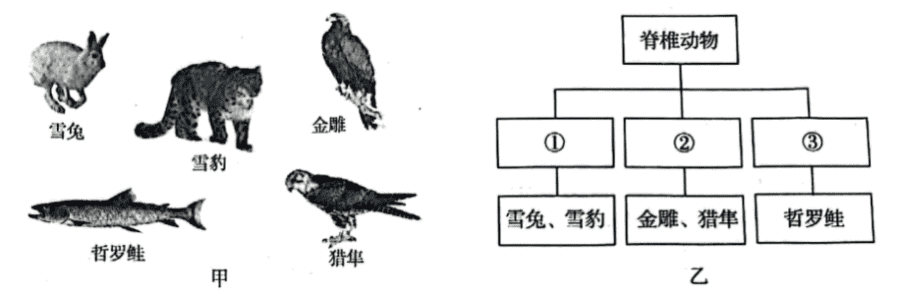 雪兔
雪豹
金雕
哲罗鲑
猎隼
甲
脊椎动物
① ② ③
雪兔、雪豹 金雕、猎隼 哲罗鲑
乙